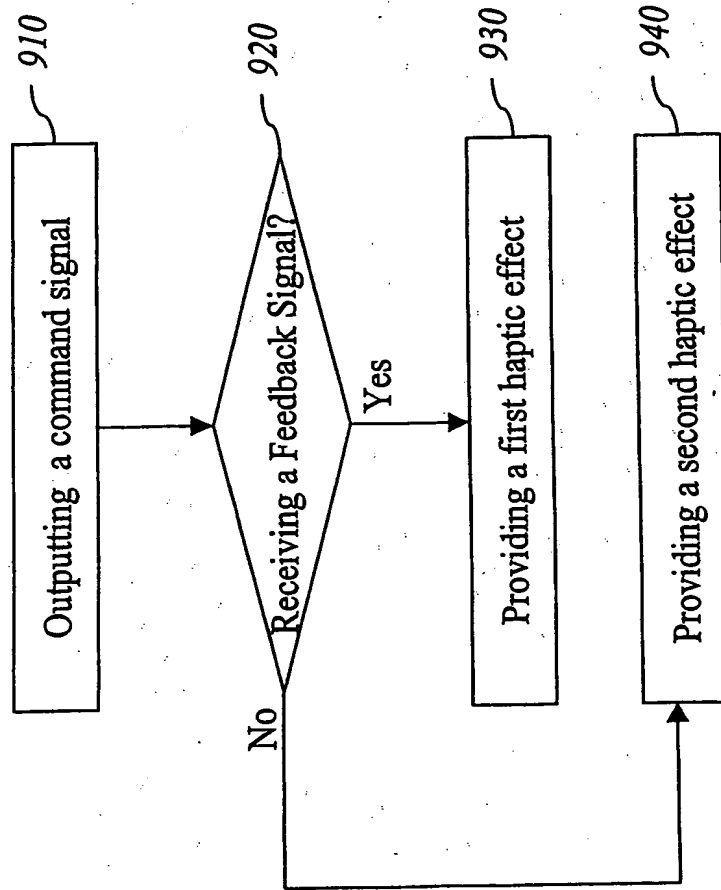 Outputting a command signal
910
Receiving a Feedback Signal?
920
No
Yes
Providing a first haptic effect
930
Providing a second haptic effect
940